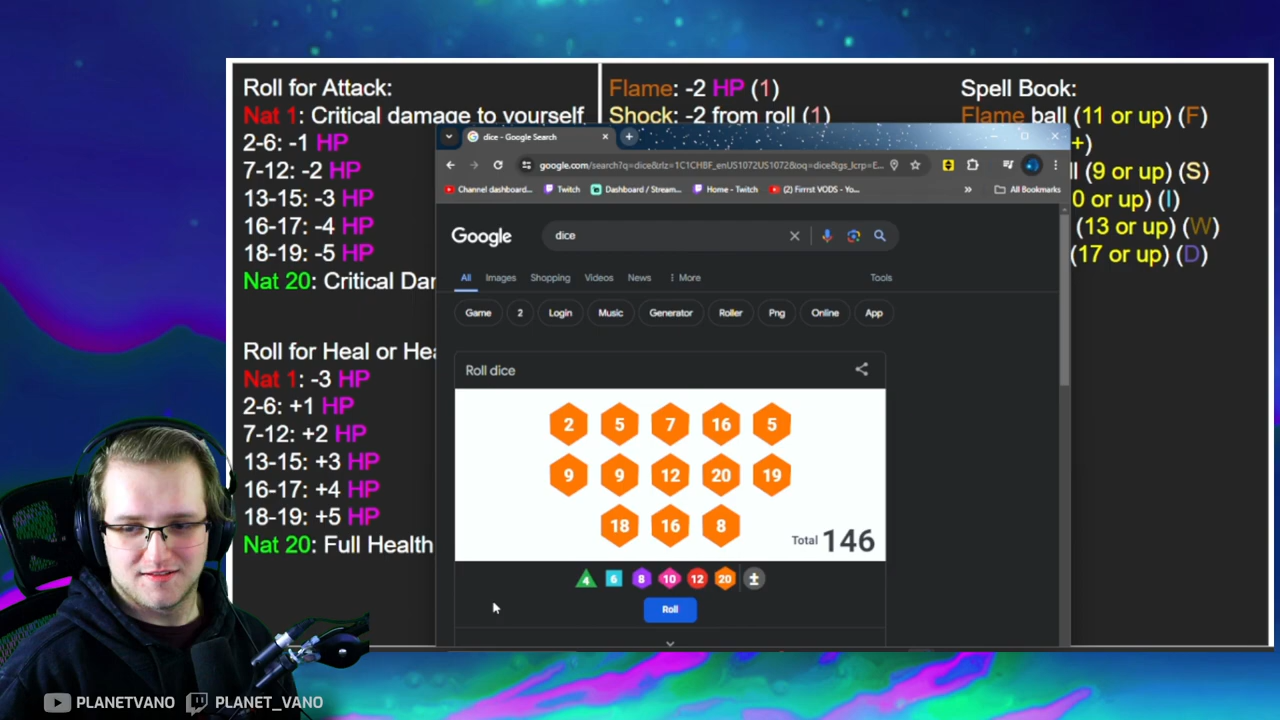 Roll for Attack:
Nat 1: Critical damage to yourself
2-6: -1 HP
7-12: -2 HP
13-15: -3 HP
16-17: -4 HP
18-19: -5 HP
Nat 20: Critical Dar
Roll for Heal or Hea
Nat 1: -3 HP
2-6: +1 HP
7-12: +2 HP
13-15: +3 HP
16-17: +4 HP
18-19: +5 HP
Nat 20: Full Health
Flame: -2 HP (1)
Shock: -2 from roll (1)
Spell Book:
Flame ball (11 or up) (F)
+)
ll (9 or up) (S)
0 or up) (I)
(13 or up) (W)
(17 or up) (D)
dice - Google Search
google.com/search?q=dice&rlz=1C1CHBF_enUS1072US1072&oq=dice&gs_lcrp=E...
Channel dashboard... Twitch Dashboard / Stream... Home - Twitch (2) Firrrst VODS - Yo... » All Bookmarks
Google dice
All Images Shopping Videos News More Tools
Game 2 Login Music Generator Roller Png Online App
Roll dice
2 5 7 16 5
9 9 12 20 19
18 16 8
Total 146
4 6 8 10 12 20 ±
Roll
PLANETVANO PLANET_VANO